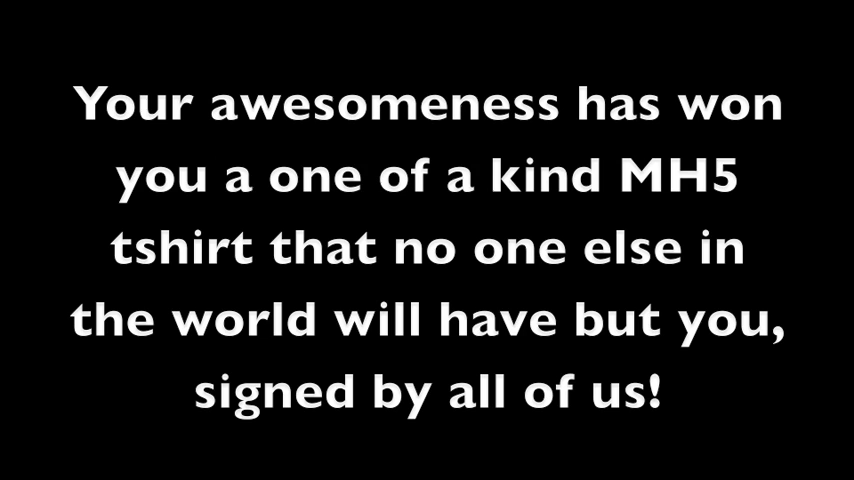 Your awesomeness has won
you a one of a kind MH5
tshirt that no one else in
the world will have but you,
signed by all of us!